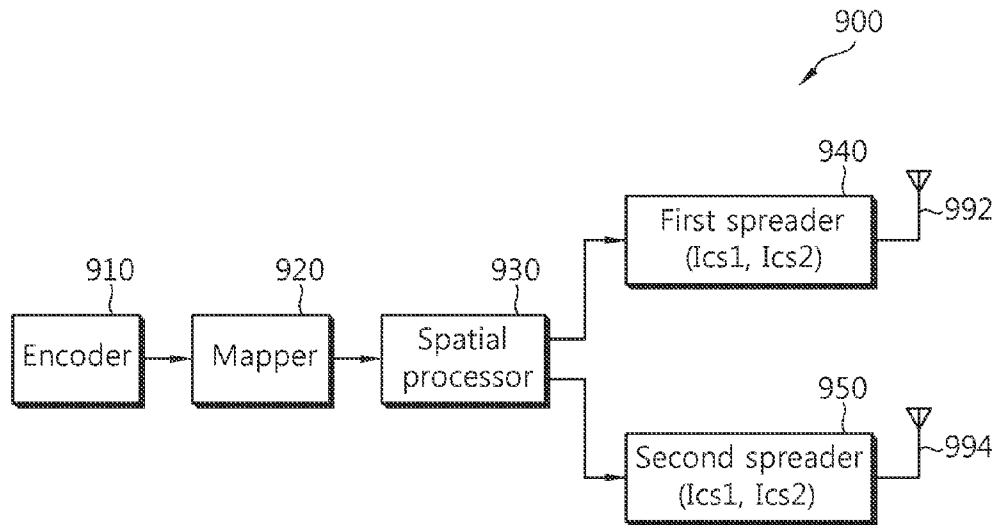 900
940
First spreader
(Ics1, Ics2)
992
910
Encoder
920
Mapper
930
Spatial
processor
950
Second spreader
(Ics1, Ics2)
994